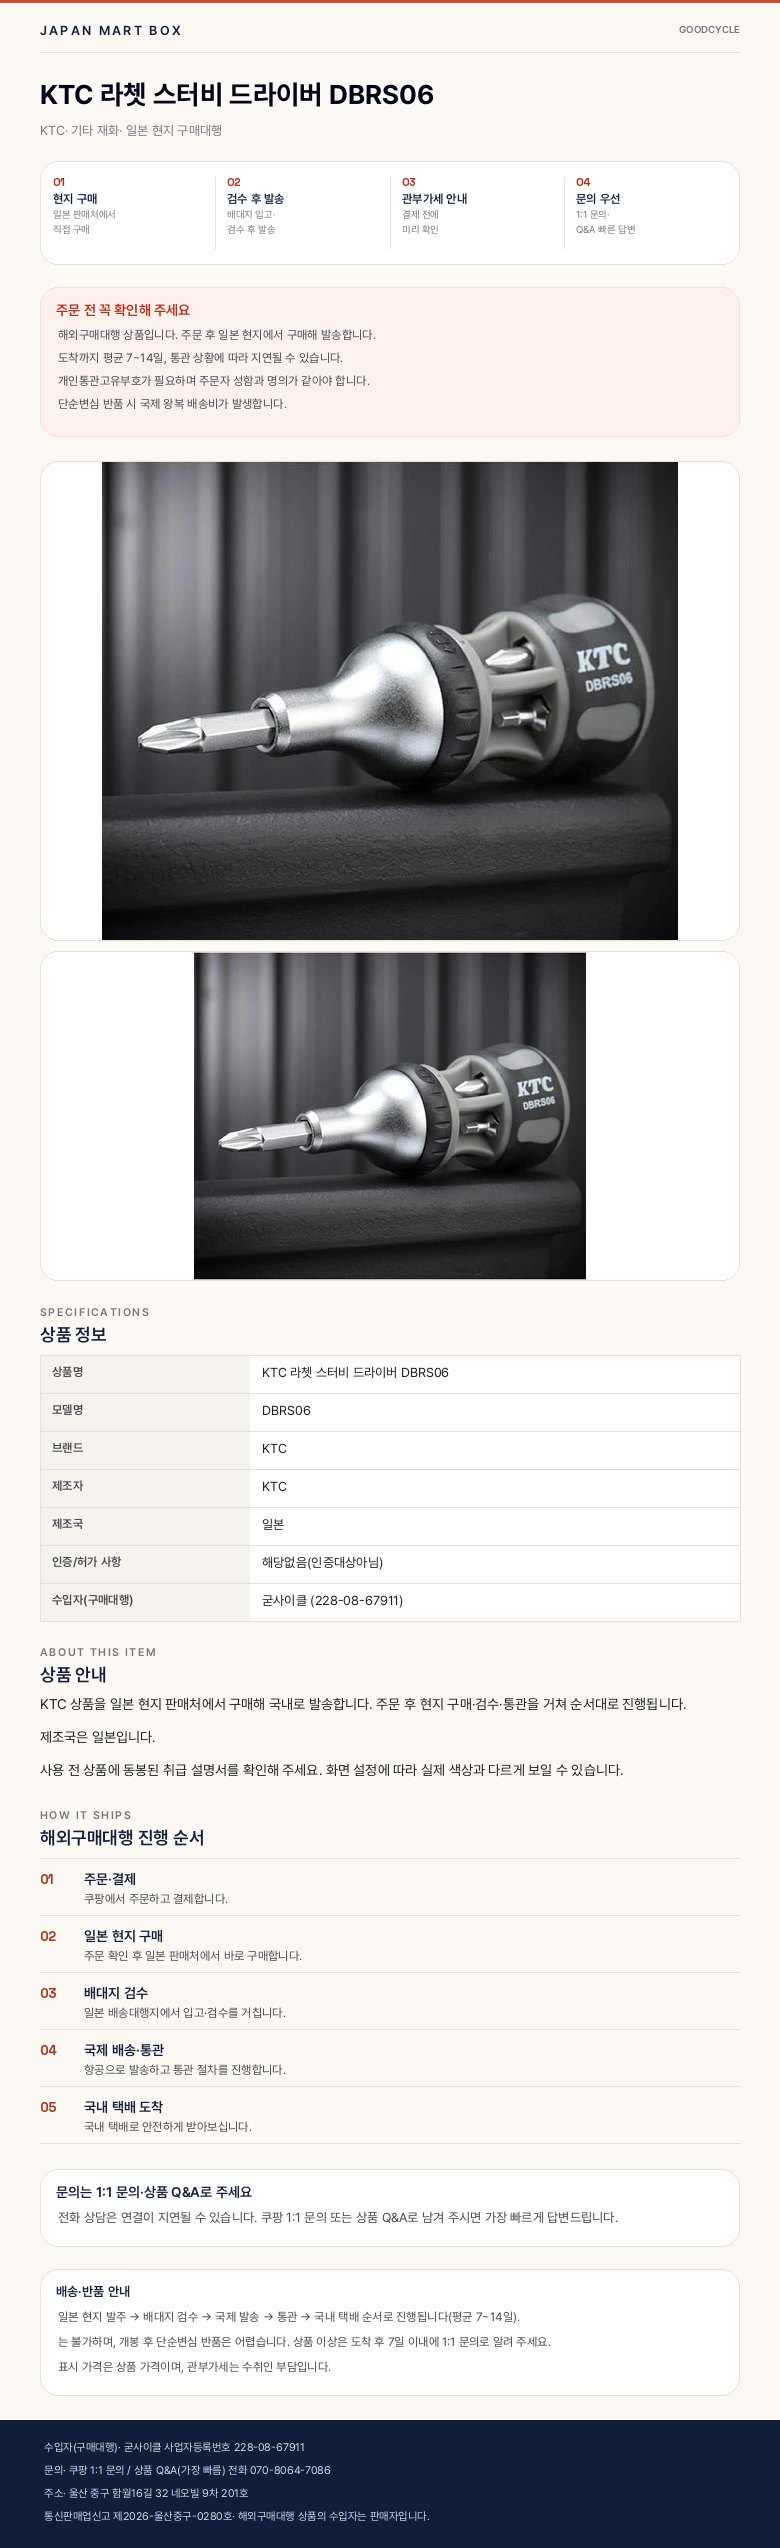 JAPAN MART BOX
GOODCYCLE
KTC 라쳇 스터비 드라이버 DBRS06
KTC· 기타 재화· 일본 현지 구매대행
01
현지 구매
일본 판매처에서
직접 구매
02
검수 후 발송
배대지 입고·
검수 후 발송
03
관부가세 안내
결제 전에
미리 확인
04
문의 우선
1:1 문의·
Q&A 빠른 답변
주문 전 꼭 확인해 주세요
해외구매대행 상품입니다. 주문 후 일본 현지에서 구매해 발송합니다.
도착까지 평균 7~14일, 통관 상황에 따라 지연될 수 있습니다.
개인통관고유부호가 필요하며 주문자 성함과 명의가 같아야 합니다.
단순변심 반품 시 국제 왕복 배송비가 발생합니다.
KTC
DBRS06
KTC
DBRS06
SPECIFICATIONS
상품 정보
상품명 KTC 라쳇 스터비 드라이버 DBRS06
모델명 DBRS06
브랜드 KTC
제조자 KTC
제조국 일본
인증/허가 사항 해당없음(인증대상아님)
수입자(구매대행) 굳사이클 (228-08-67911)
ABOUT THIS ITEM
상품 안내
KTC 상품을 일본 현지 판매처에서 구매해 국내로 발송합니다. 주문 후 현지 구매·검수·통관을 거쳐 순서대로 진행됩니다.
제조국은 일본입니다.
사용 전 상품에 동봉된 취급 설명서를 확인해 주세요. 화면 설정에 따라 실제 색상과 다르게 보일 수 있습니다.
HOW IT SHIPS
해외구매대행 진행 순서
01
주문·결제
쿠팡에서 주문하고 결제합니다.
02
일본 현지 구매
주문 확인 후 일본 판매처에서 바로 구매합니다.
03
배대지 검수
일본 배송대행지에서 입고·검수를 거칩니다.
04
국제 배송·통관
항공으로 발송하고 통관 절차를 진행합니다.
05
국내 택배 도착
국내 택배로 안전하게 받아보십니다.
문의는 1:1 문의·상품 Q&A로 주세요
전화 상담은 연결이 지연될 수 있습니다. 쿠팡 1:1 문의 또는 상품 Q&A로 남겨 주시면 가장 빠르게 답변드립니다.
배송·반품 안내
일본 현지 발주 → 배대지 검수 → 국제 발송 → 통관 → 국내 택배 순서로 진행됩니다(평균 7~14일).
는 불가하며, 개봉 후 단순변심 반품은 어렵습니다. 상품 이상은 도착 후 7일 이내에 1:1 문의로 알려 주세요.
표시 가격은 상품 가격이며, 관부가세는 수취인 부담입니다.
수입자(구매대행)· 굳사이클 사업자등록번호 228-08-67911
문의· 쿠팡 1:1 문의 / 상품 Q&A(가장 빠름) 전화 070-8064-7086
주소· 울산 중구 함월16길 32 네오빌 9차 201호
통신판매업신고 제2026-울산중구-0280호· 해외구매대행 상품의 수입자는 판매자입니다.